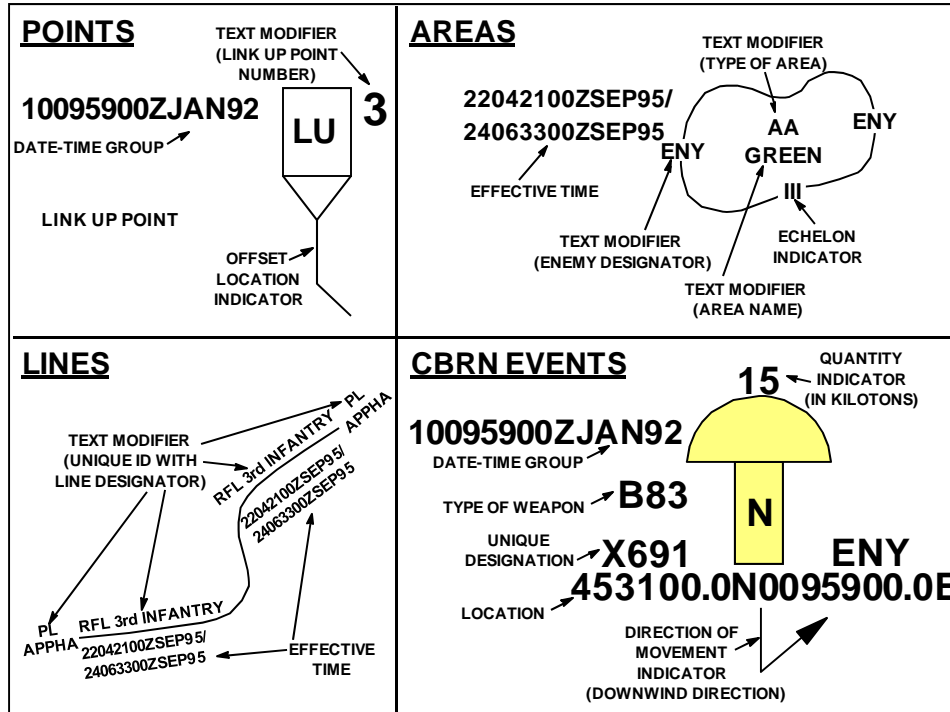 POINTS
TEXT MODIFIER
(LINK UP POINT
NUMBER)
3
10095900ZJAN92
LU
DATE-TIME GROUP
LINK UP POINT
OFFSET
LOCATION
INDICATOR
AREAS
TEXT MODIFIER
(TYPE OF AREA)
22042100ZSEP95/
24063300ZSEP95
ENY
AA
ENY
GREEN
EFFECTIVE TIME
III
TEXT MODIFIER
(ENEMY DESIGNATOR)
ECHELON
INDICATOR
TEXT MODIFIER
(AREA NAME)
LINES
PL
APPHA
TEXT MODIFIER
(UNIQUE ID WITH
LINE DESIGNATOR)
RFL 3rd INFANTRY
22042100ZSEP95/
24063300ZSEP95
PL
APPHA
RFL 3rd INFANTRY
22042100ZSEP95/
24063300ZSEP95
EFFECTIVE
TIME
CBRN EVENTS
15
QUANTITY
INDICATOR
(IN KILOTONS)
10095900ZJAN92
DATE-TIME GROUP
TYPE OF WEAPON
B83
N
UNIQUE
DESIGNATION
X691
ENY
453100.0N0095900.0E
LOCATION
DIRECTION OF
MOVEMENT
INDICATOR
(DOWNWIND DIRECTION)